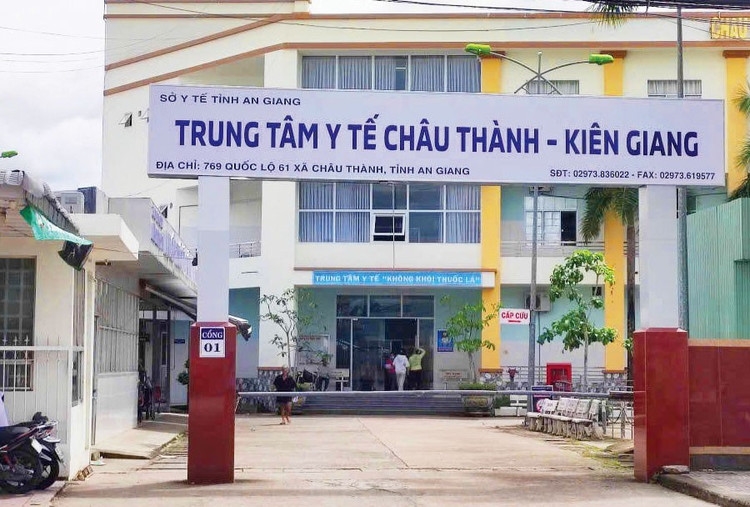 CHÂU
SỞ Y TẾ TỈNH AN GIANG
TRUNG TÂM Y TẾ CHÂU THÀNH - KIÊN GIANG
ĐỊA CHỈ: 769 QUỐC LỘ 61 XÃ CHÂU THÀNH, TỈNH AN GIANG
SĐT: 02973.836022 - FAX: 02973.619577
TRUNG TÂM Y TẾ "KHÔNG KHÓI THUỐC LÁ"
CẤP CỨU
CỔNG
01